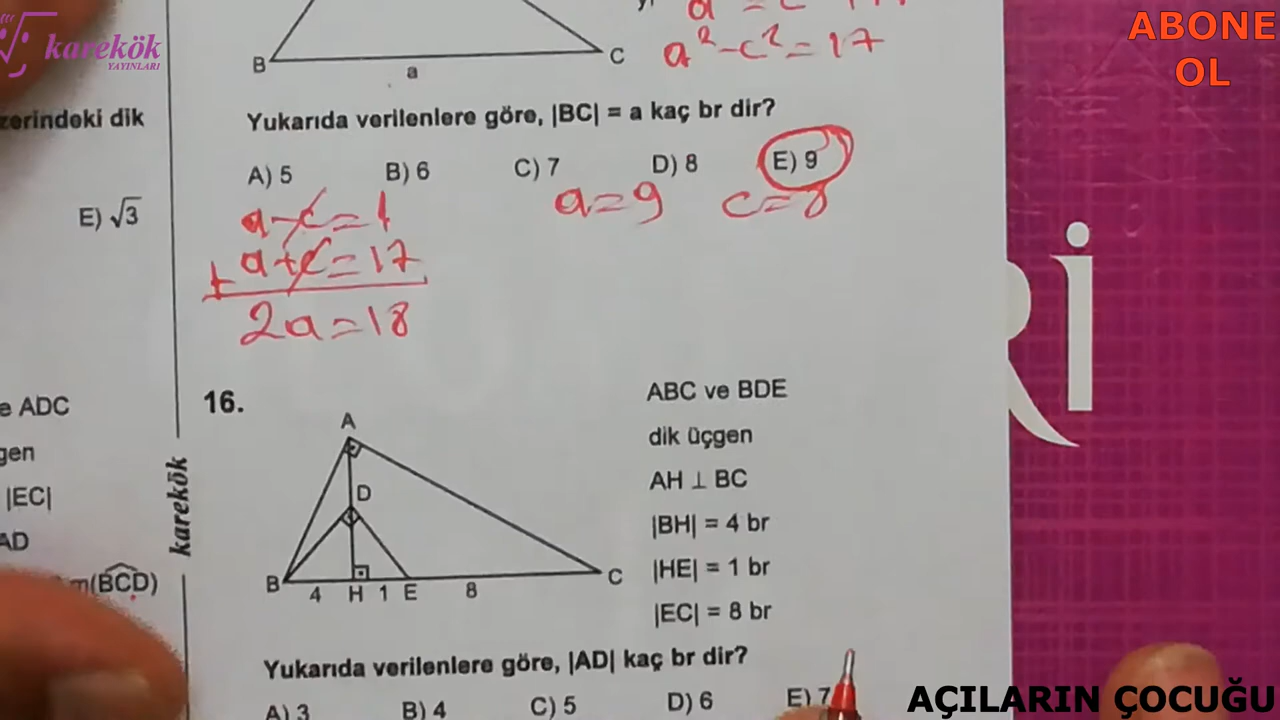 karekök
YAYINLARI
ABONE
OL
B
a
C
a² - c² = 17
zerindeki dik
E) √3
Yukarıda verilenlere göre, |BC| = a kaç br dir?
A) 5 B) 6 C) 7 D) 8 E) 9
a - c = 1
+ a + c = 17
2a = 18
a = 9 c = 8
e ADC
gen
|EC|
AD
m(BCD)
karekök
16.
A
D
B
4 H 1 E 8
C
ABC ve BDE
dik üçgen
AH ⊥ BC
|BH| = 4 br
|HE| = 1 br
|EC| = 8 br
Yukarıda verilenlere göre, |AD| kaç br dir?
A) 3 B) 4 C) 5 D) 6 E) 7
Rİ
AÇILARIN ÇOCUĞU